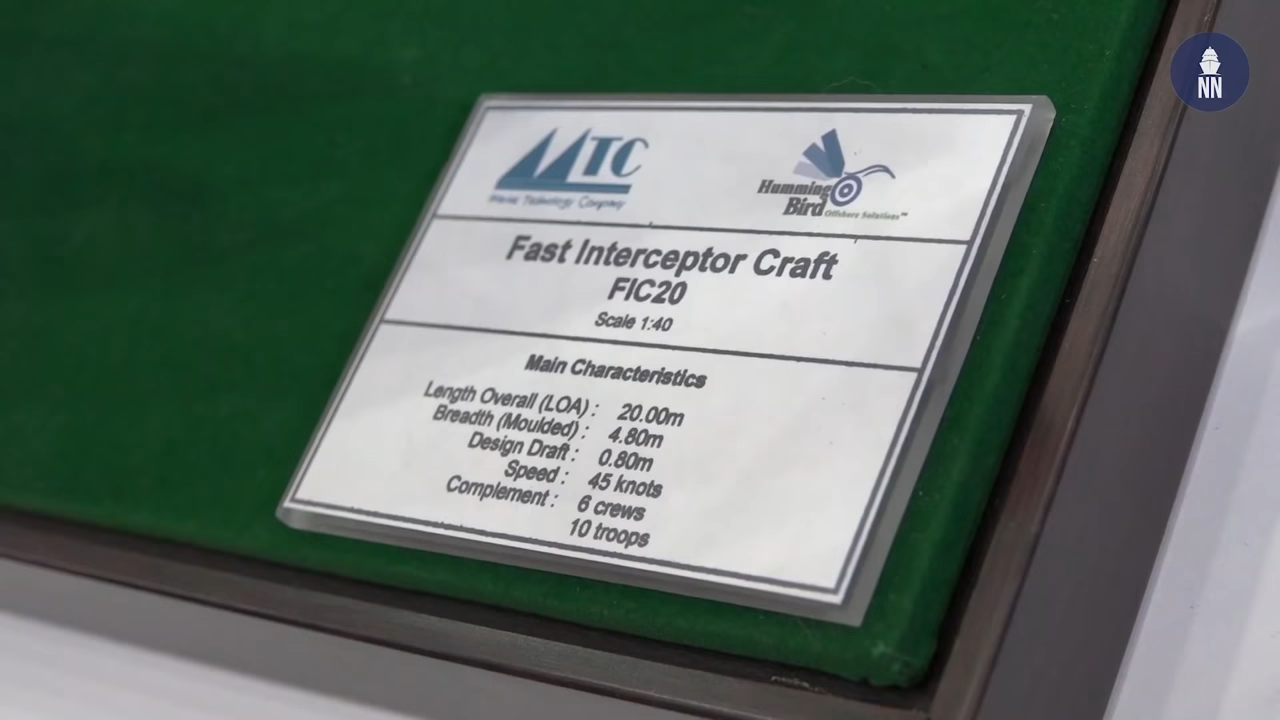 MTC
Marine Technology Company
Humming
Bird Offshore Solutions™
Fast Interceptor Craft
FIC20
Scale 1:40
Main Characteristics
Length Overall (LOA) : 20.00m
Breadth (Moulded) : 4.80m
Design Draft : 0.80m
Speed : 45 knots
Complement : 6 crews
10 troops
NN